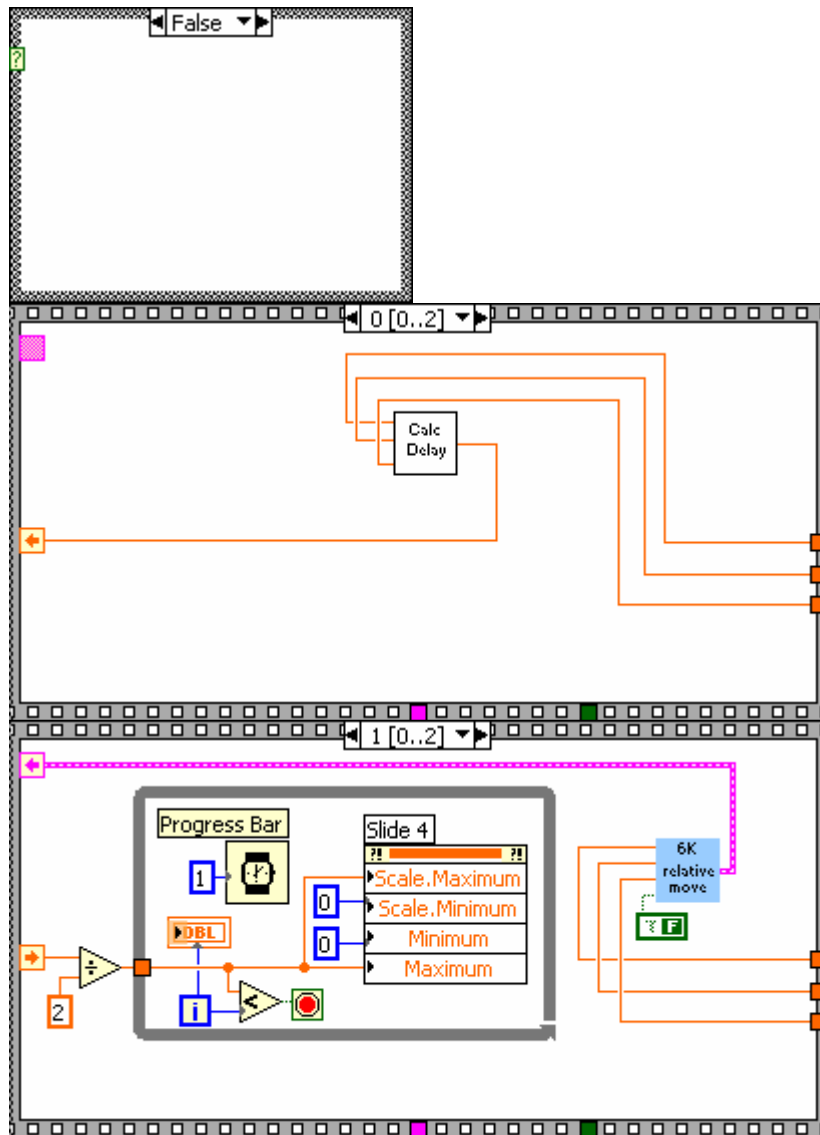 False
?
0 [0..2]
Calc
Delay
1 [0..2]
Progress Bar
1
DBL
i
2
Slide 4
?! ?!
Scale.Maximum
Scale.Minimum
Minimum
Maximum
0
0
÷
<
6K
relative
move
F